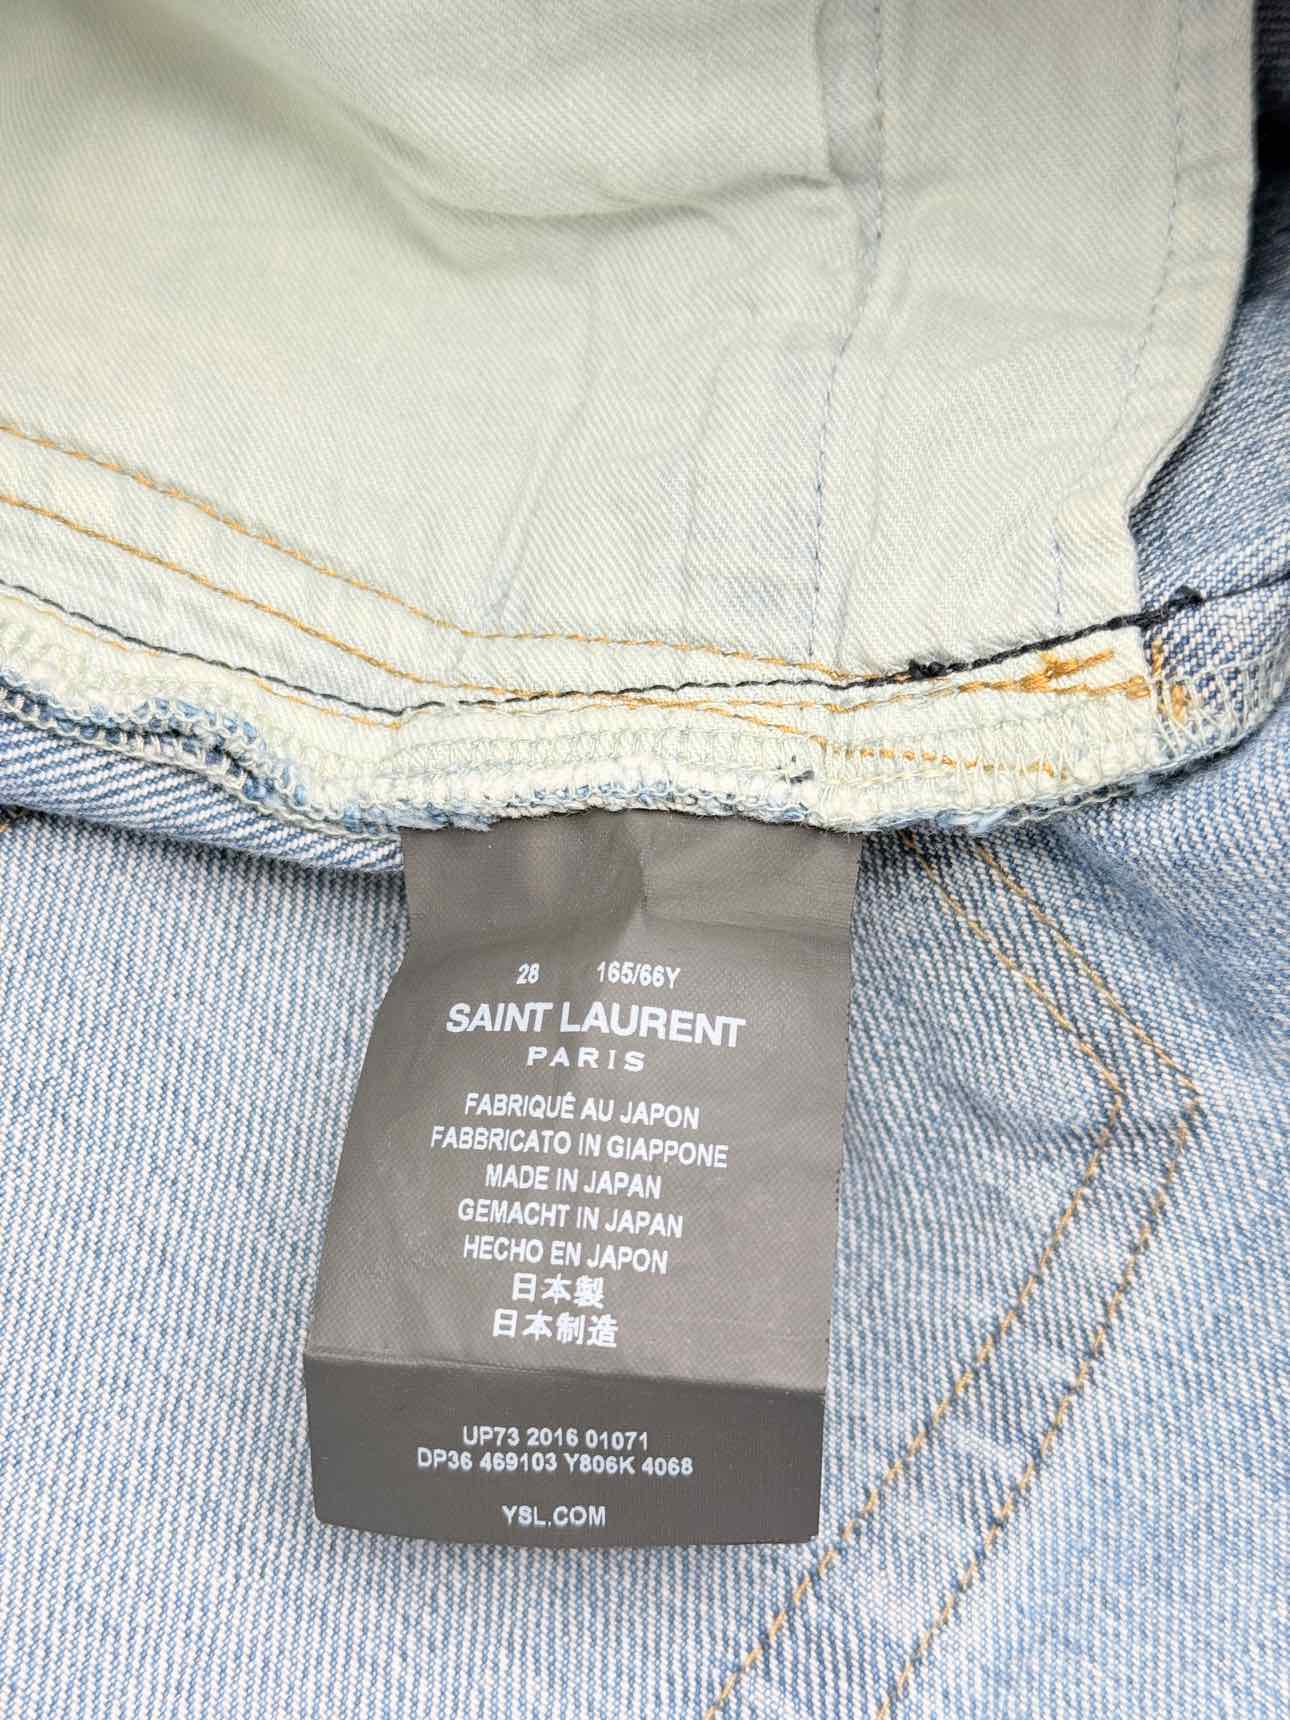 28 165/66Y
SAINT LAURENT
PARIS
FABRIQUÉ AU JAPON
FABBRICATO IN GIAPPONE
MADE IN JAPAN
GEMACHT IN JAPAN
HECHO EN JAPON
日本製
日本制造
UP73 2016 01071
DP36 469103 Y806K 4068
YSL.COM